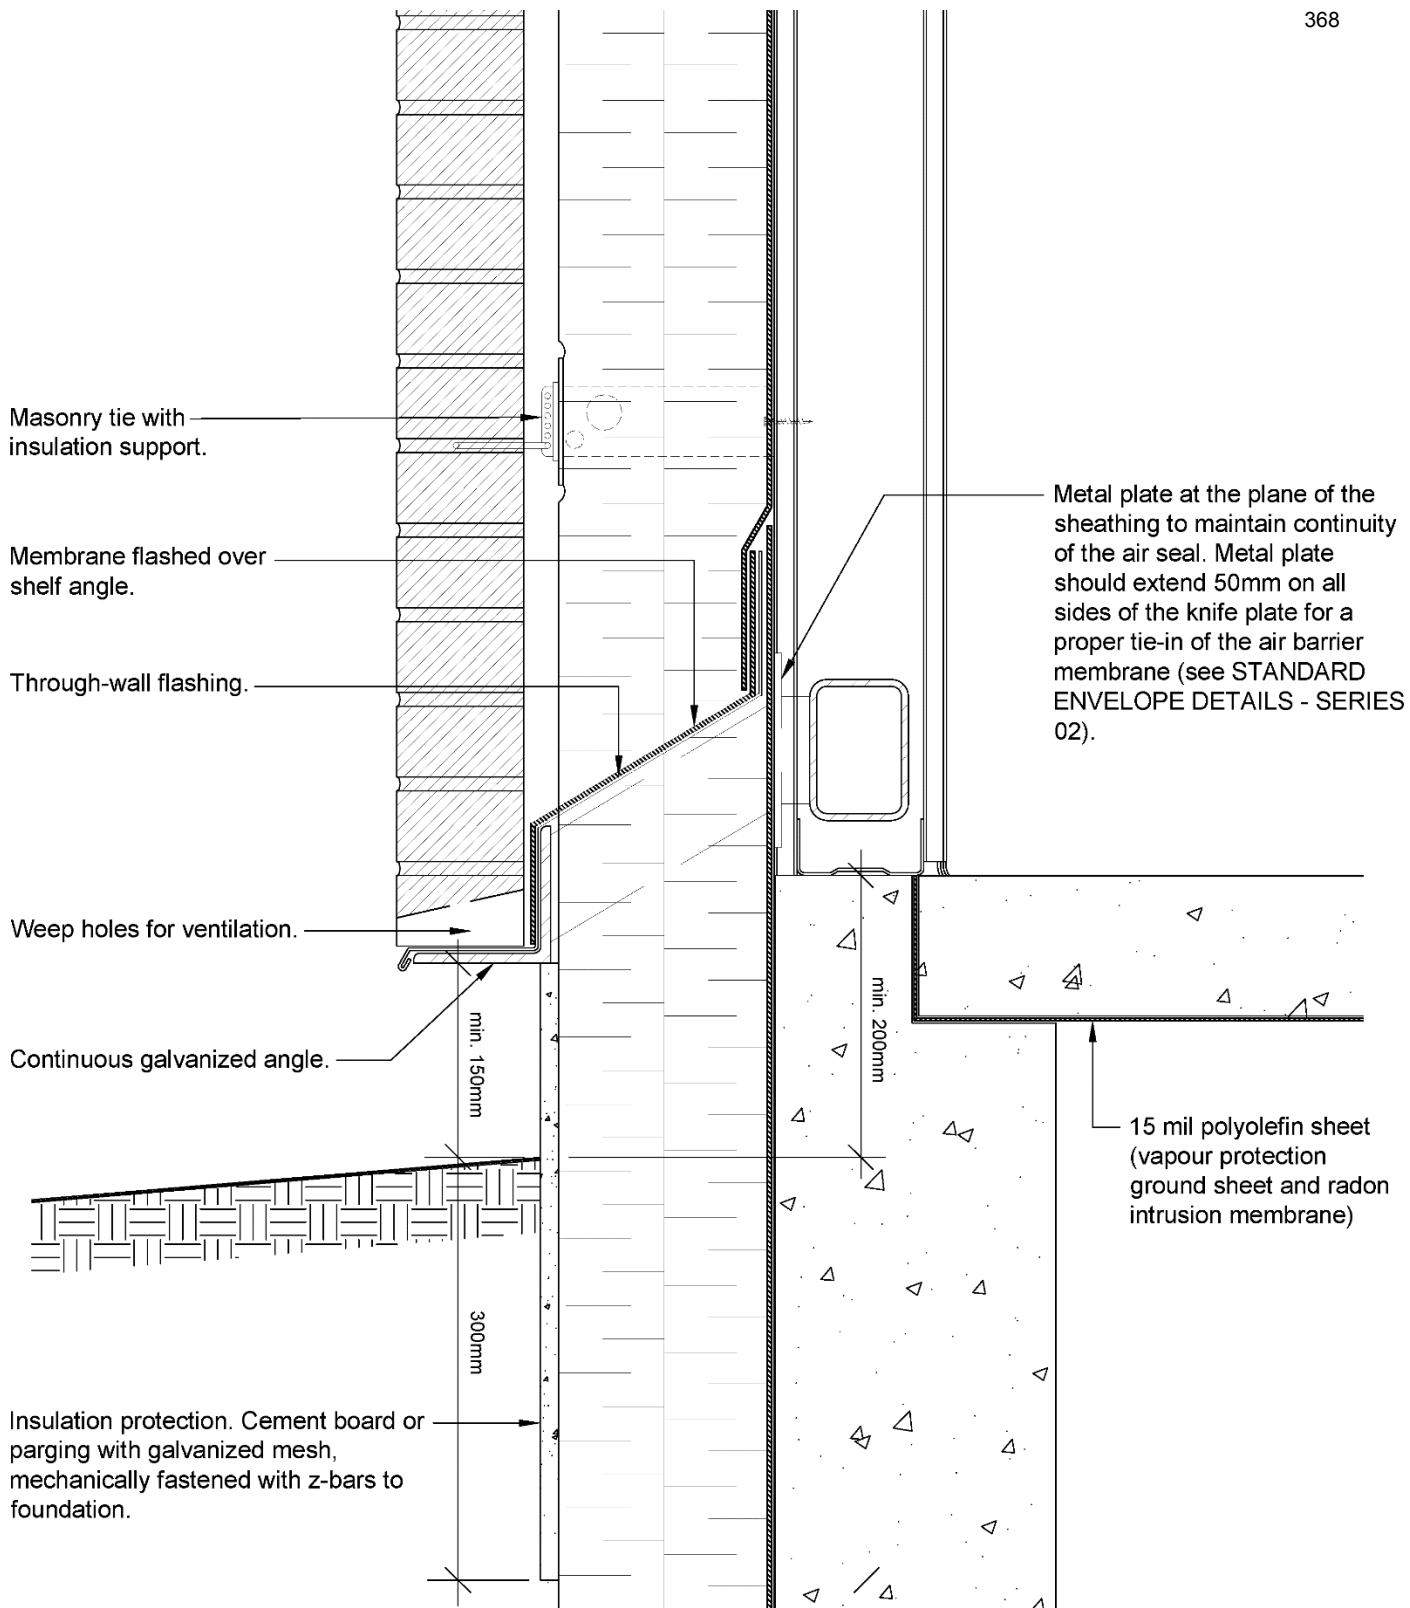 368
Masonry tie with
insulation support.
Membrane flashed over
shelf angle.
Through-wall flashing.
Weep holes for ventilation.
Continuous galvanized angle.
Insulation protection. Cement board or
parging with galvanized mesh,
mechanically fastened with z-bars to
foundation.
min. 150mm
300mm
min. 200mm
Metal plate at the plane of the
sheathing to maintain continuity
of the air seal. Metal plate
should extend 50mm on all
sides of the knife plate for a
proper tie-in of the air barrier
membrane (see STANDARD
ENVELOPE DETAILS - SERIES
02).
15 mil polyolefin sheet
(vapour protection
ground sheet and radon
intrusion membrane)